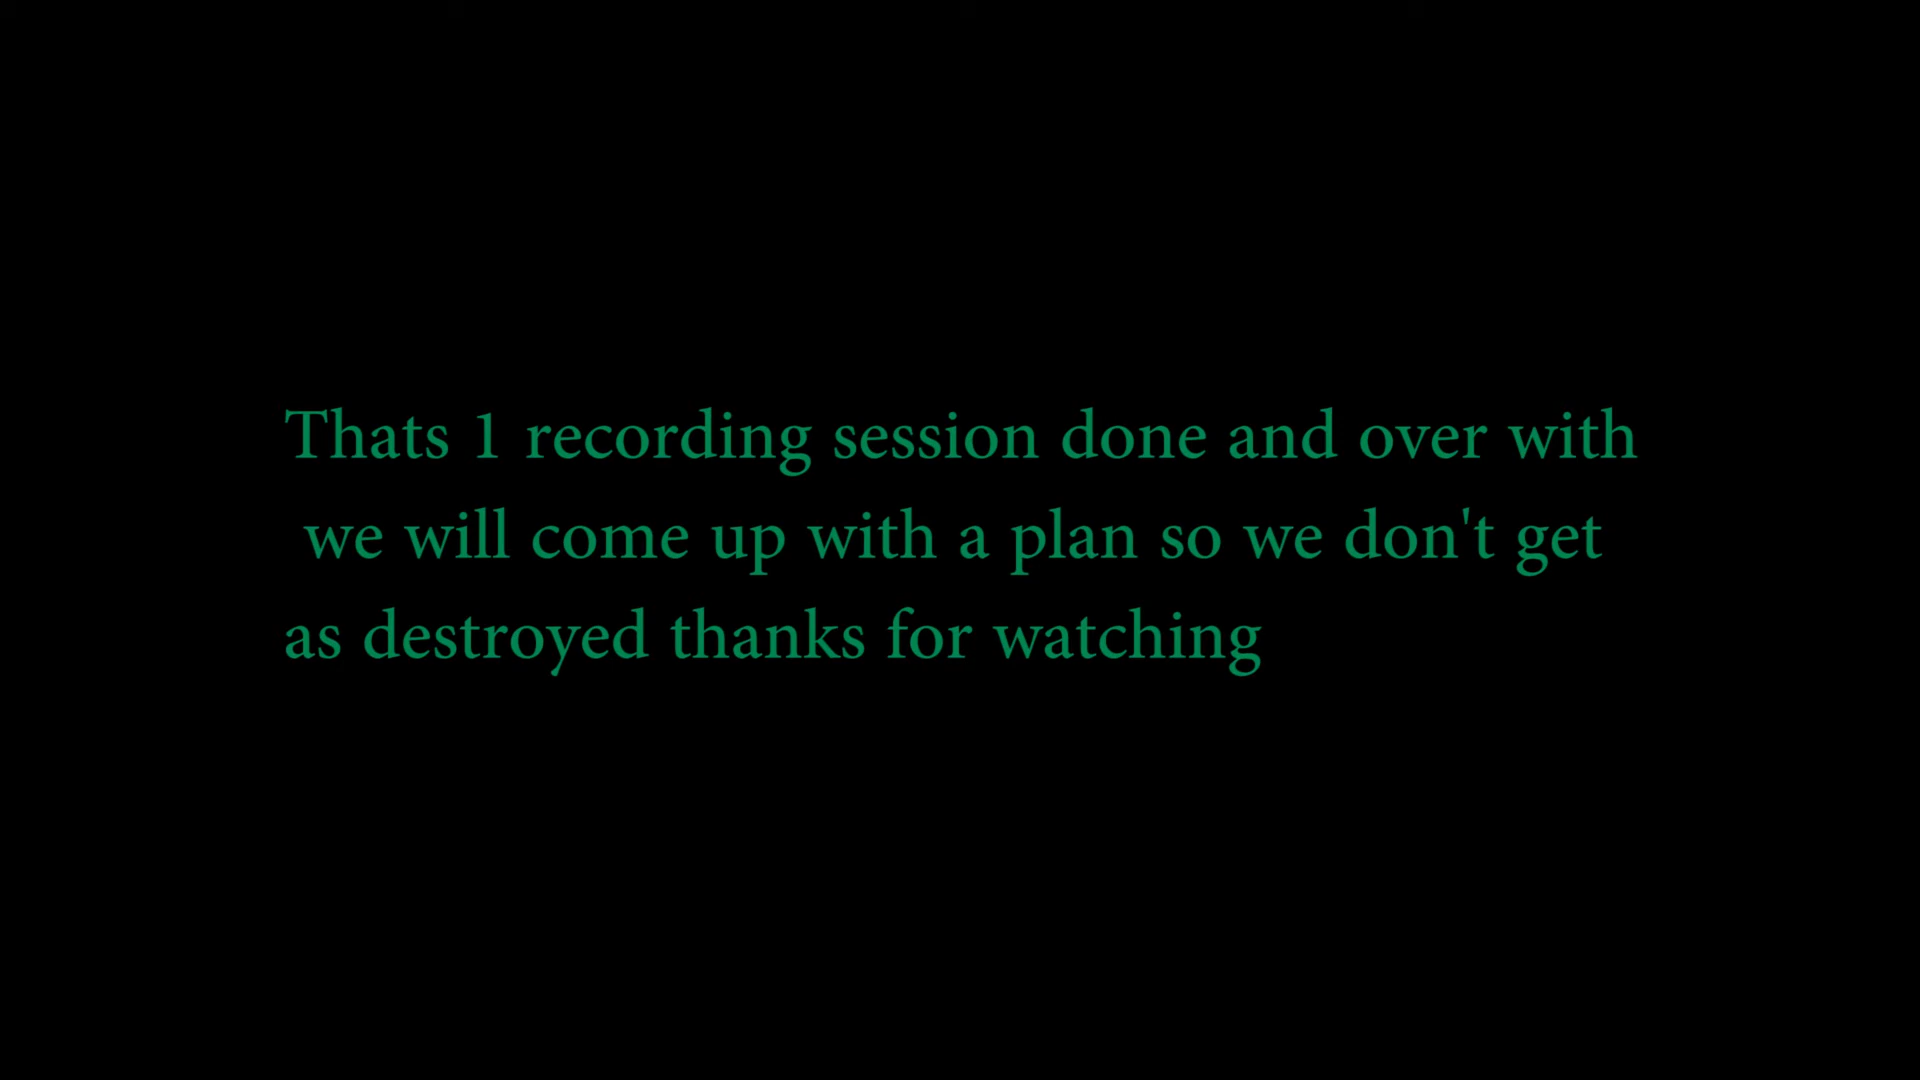 Thats 1 recording session done and over with
we will come up with a plan so we don't get
as destroyed thanks for watching